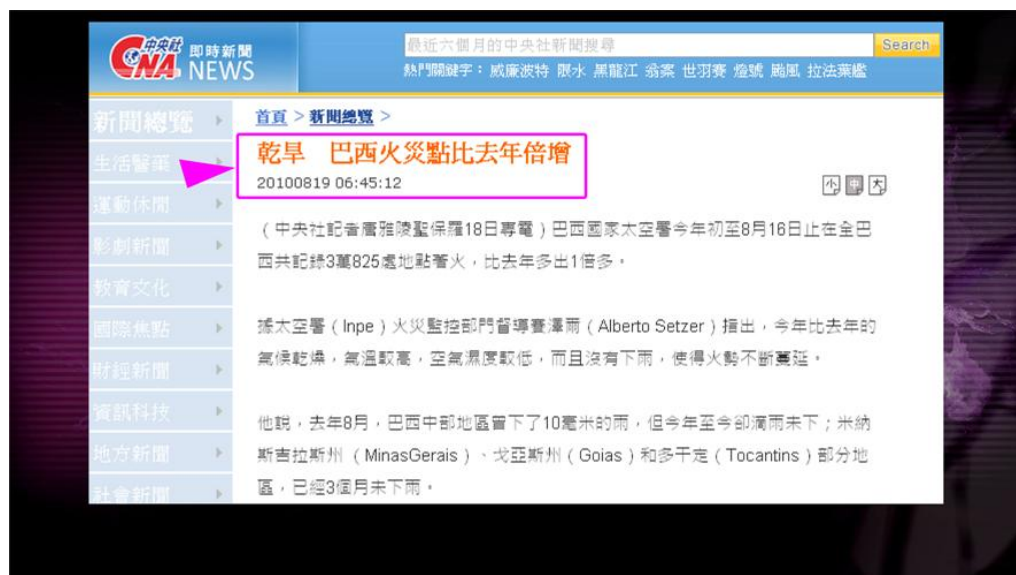 中央社 即時新聞
CNA NEWS
最近六個月的中央社新聞搜尋 Search
熱門關鍵字：威廉波特 限水 黑龍江 翁案 世羽賽 煙號 颱風 拉法葉艦
新聞總覽
首頁 > 新聞總覽 >
生活醫藥
乾旱 巴西火災點比去年倍增
20100819 06:45:12
小 中 大
運動休閒
影劇新聞
教育文化
國際焦點
財經新聞
資訊科技
地方新聞
社會新聞
（中央社記者唐雅陵聖保羅18日專電）巴西國家太空署今年初至8月16日止在全巴
西共記錄3萬825處地點著火，比去年多出1倍多。
據太空署（Inpe）火災監控部門督導賽澤爾（Alberto Setzer）指出，今年比去年的
氣候乾燥，氣溫較高，空氣濕度較低，而且沒有下雨，使得火勢不斷蔓延。
他說，去年8月，巴西中部地區曾下了10毫米的雨，但今年至今卻滴雨未下；米納
斯吉拉斯州（MinasGerais）、戈亞斯州（Goias）和多干定（Tocantins）部分地
區，已經3個月未下雨。